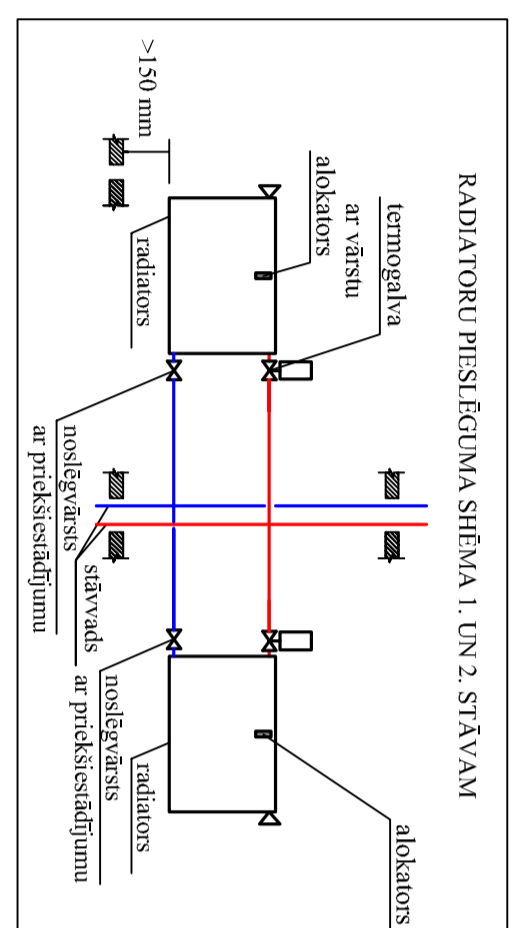 RADIATORU PIESLĒGUMA SHĒMA 1. UN 2. STĀVAM
termogalva
ar vārstu
alokators
alokators
>150 mm
radiators
noslēgvārsts
ar priekšiestādījumu
stāvvads
noslēgvārsts
ar priekšiestādījumu
radiators